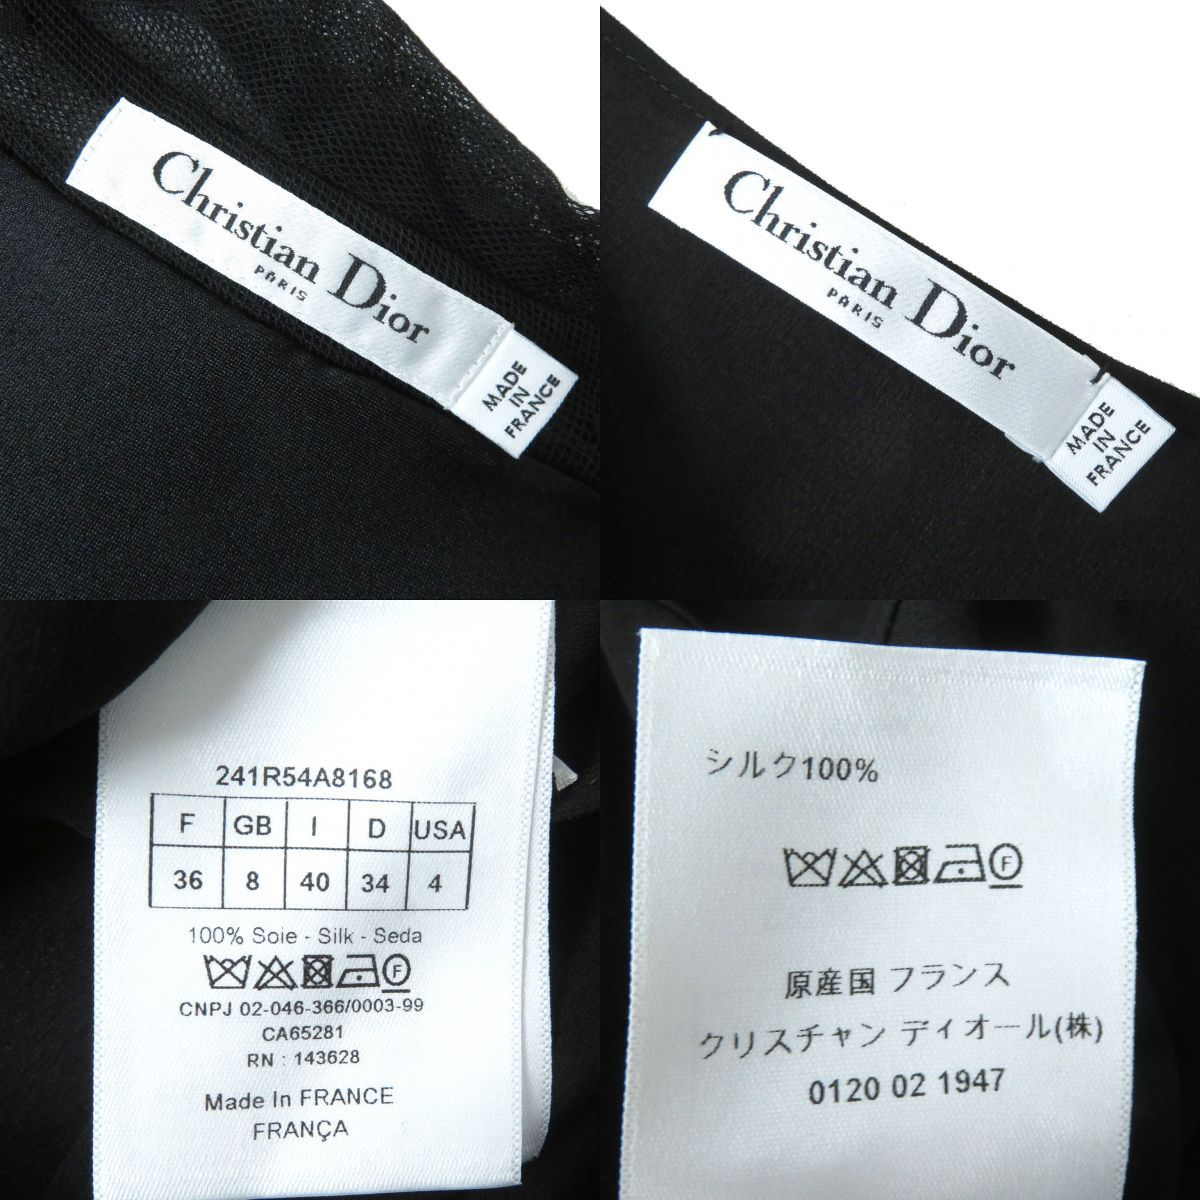 Christian Dior
PARIS
MADE
IN
FRANCE
Christian Dior
PARIS
MADE
IN
FRANCE
241R54A8168
F GB I D USA
36 8 40 34 4
100% Soie - Silk - Seda
F
CNPJ 02-046-366/0003-99
CA65281
RN : 143628
Made In FRANCE
FRANÇA
シルク100%
F
原産国 フランス
クリスチャン ディオール(株)
0120 02 1947